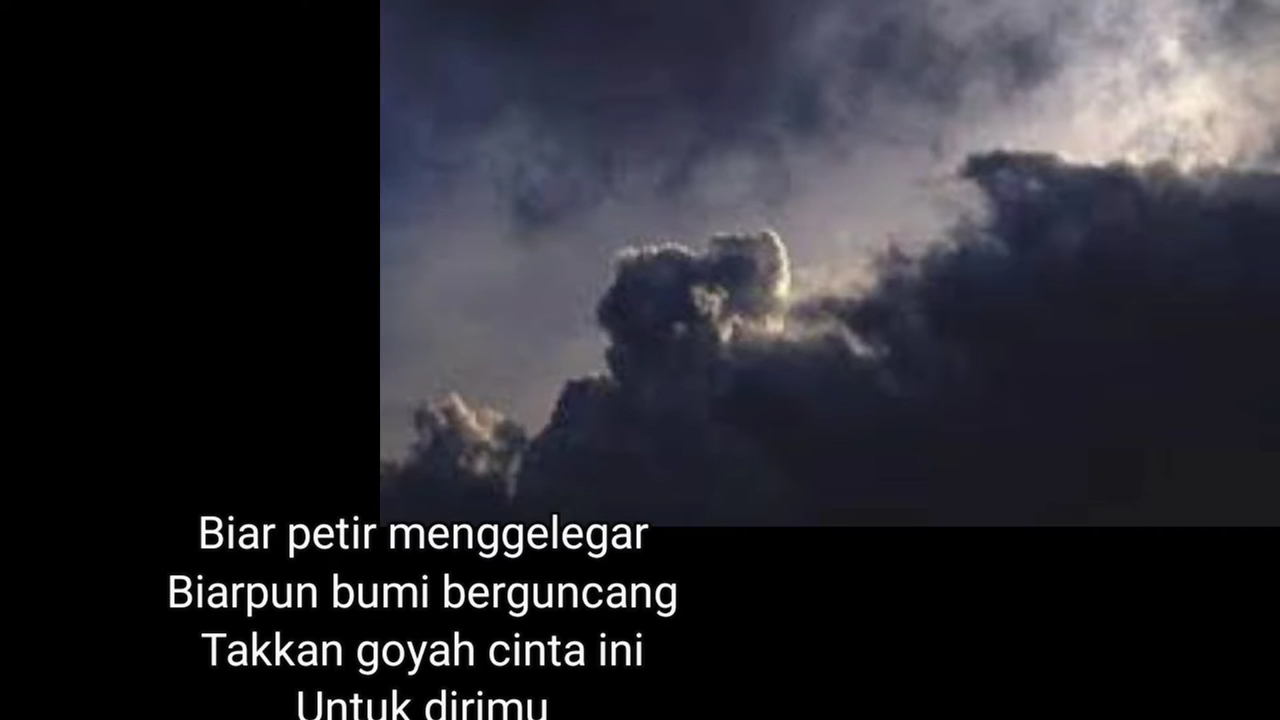 Biar petir menggelegar
Biarpun bumi berguncang
Takkan goyah cinta ini
Untuk dirimu